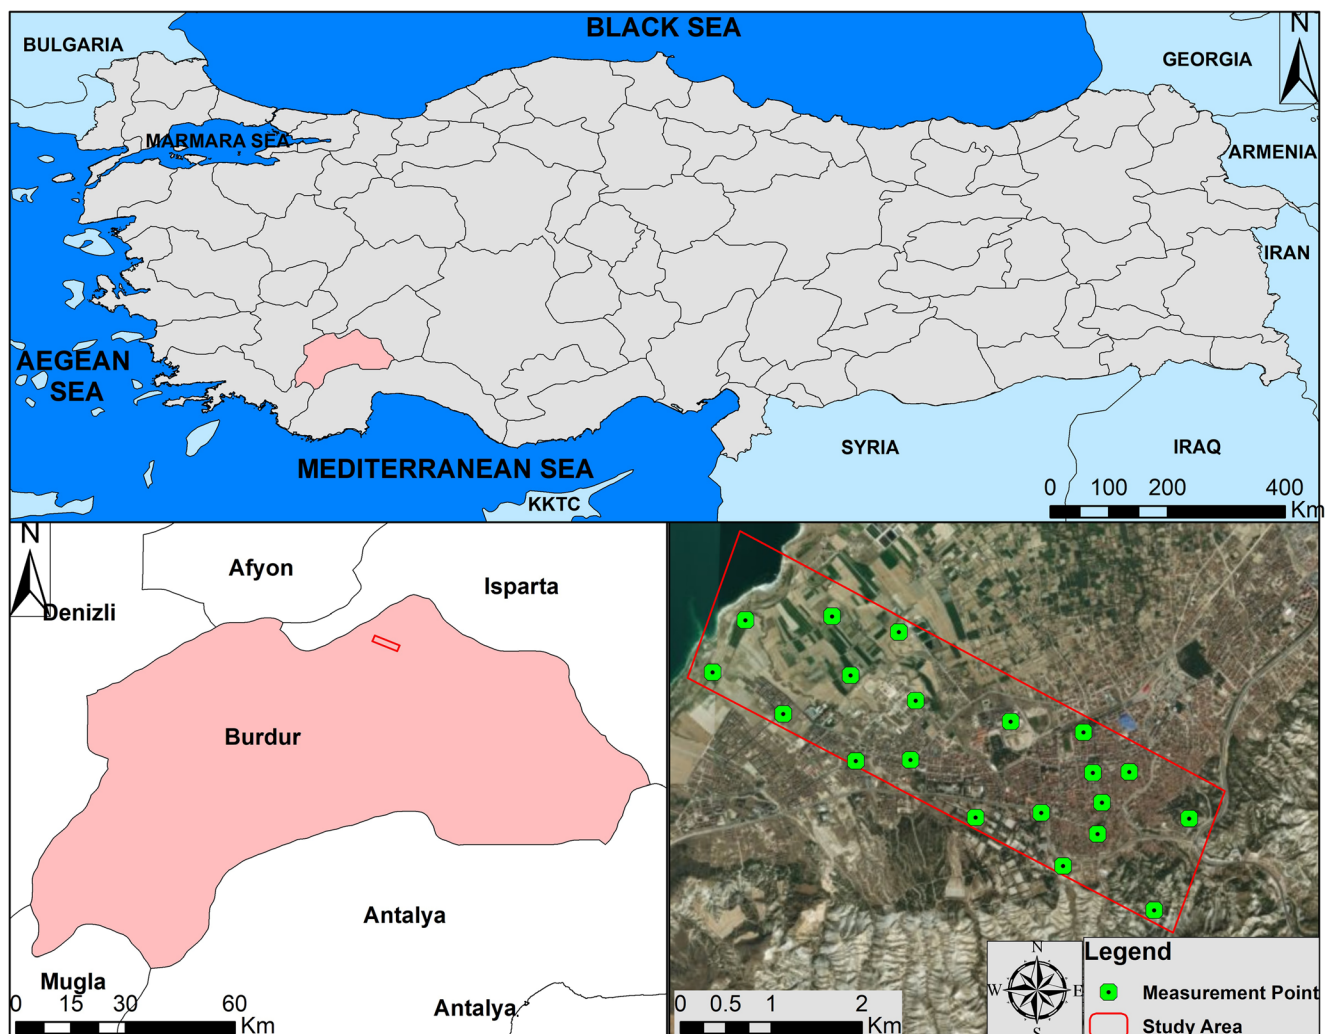 BLACK SEA
N
BULGARIA
GEORGIA
MARMARA SEA
ARMENIA
IRAN
AEGEAN
SEA
SYRIA
IRAQ
MEDITERRANEAN SEA
KKTC
0 100 200 400
Km
N
Afyon
Isparta
Denizli
Burdur
Antalya
Mugla
Antalya
0 15 30 60
Km
0 0.5 1 2
Km
N
W E
S
Legend
Measurement Point
Study Area